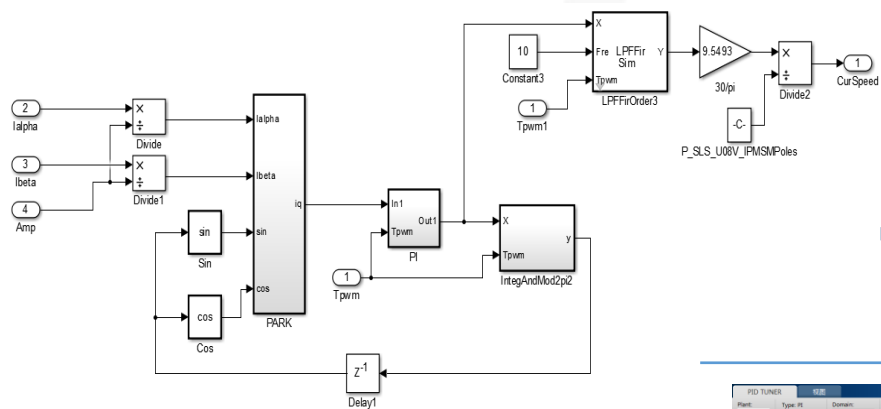 X
Fre
Tpwm
LPFFir
Sim
Y
LPFFirOrder3
10
Constant3
1
Tpwm1
9.5493
30/pi
×
÷
Divide2
1
CurSpeed
-C-
P_SLS_U08V_IPMSMPoles
2
Ialpha
×
÷
Divide
3
Ibeta
×
÷
Divide1
4
Amp
Ialpha
Ibeta
sin
cos
iq
PARK
sin
Sin
cos
Cos
In1
Tpwm
Out1
PI
1
Tpwm
X
Tpwm
y
IntegAndMod2pi2
Z-1
Delay1
PID TUNER
视图
Plant:
Type: PI
Domain: